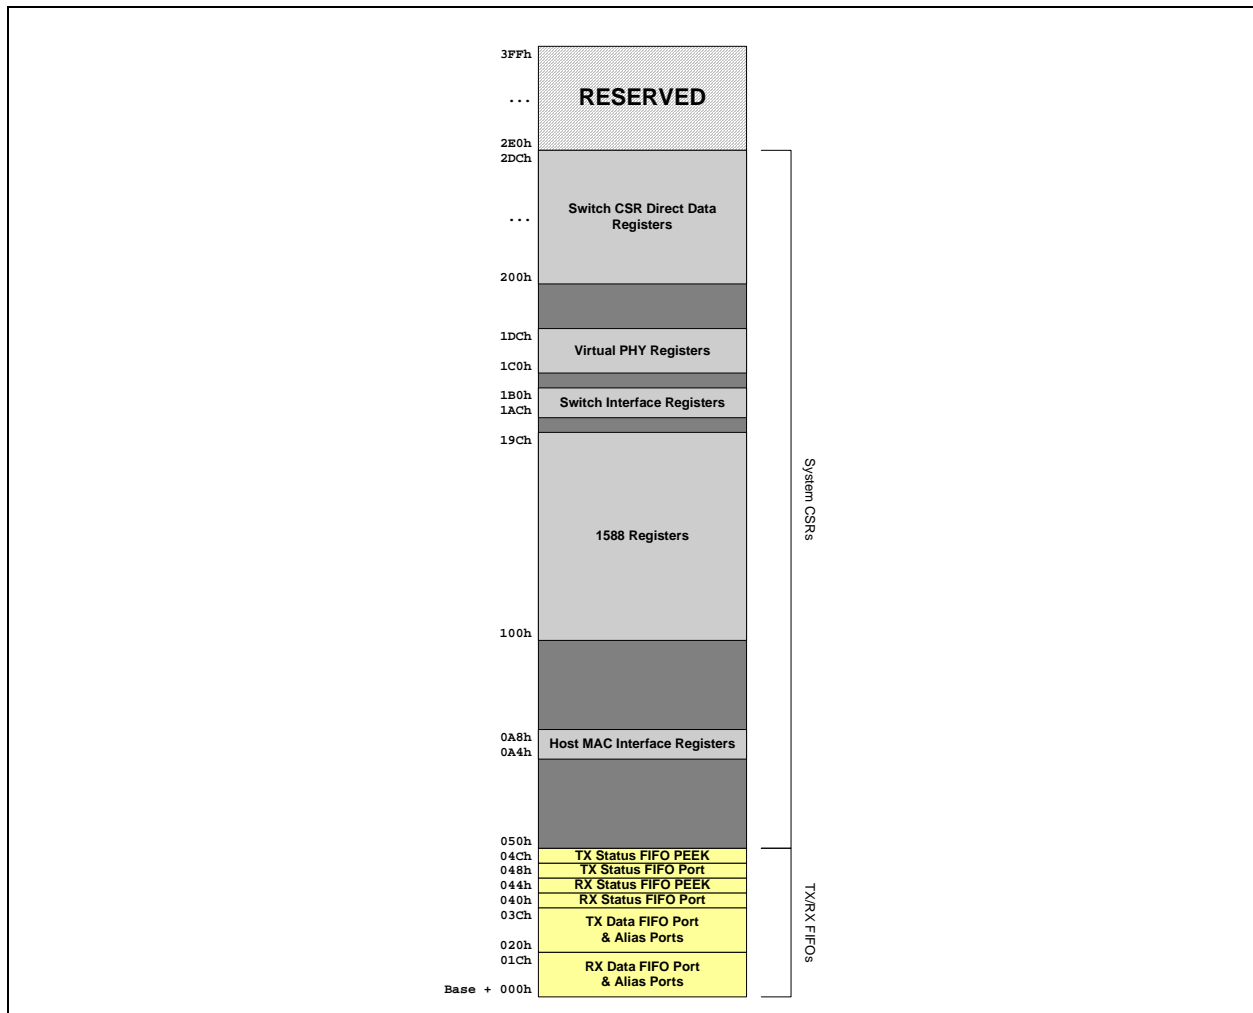 3FFh
...
RESERVED
2E0h
2DCh
Switch CSR Direct Data
Registers
...
200h
1DCh
Virtual PHY Registers
1C0h
1B0h
Switch Interface Registers
1ACh
19Ch
System CSRs
1588 Registers
100h
0A8h
Host MAC Interface Registers
0A4h
050h
04Ch TX Status FIFO PEEK
048h TX Status FIFO Port
044h RX Status FIFO PEEK
040h RX Status FIFO Port
03Ch
TX Data FIFO Port
& Alias Ports
020h
TX/RX FIFOs
01Ch
RX Data FIFO Port
& Alias Ports
Base + 000h